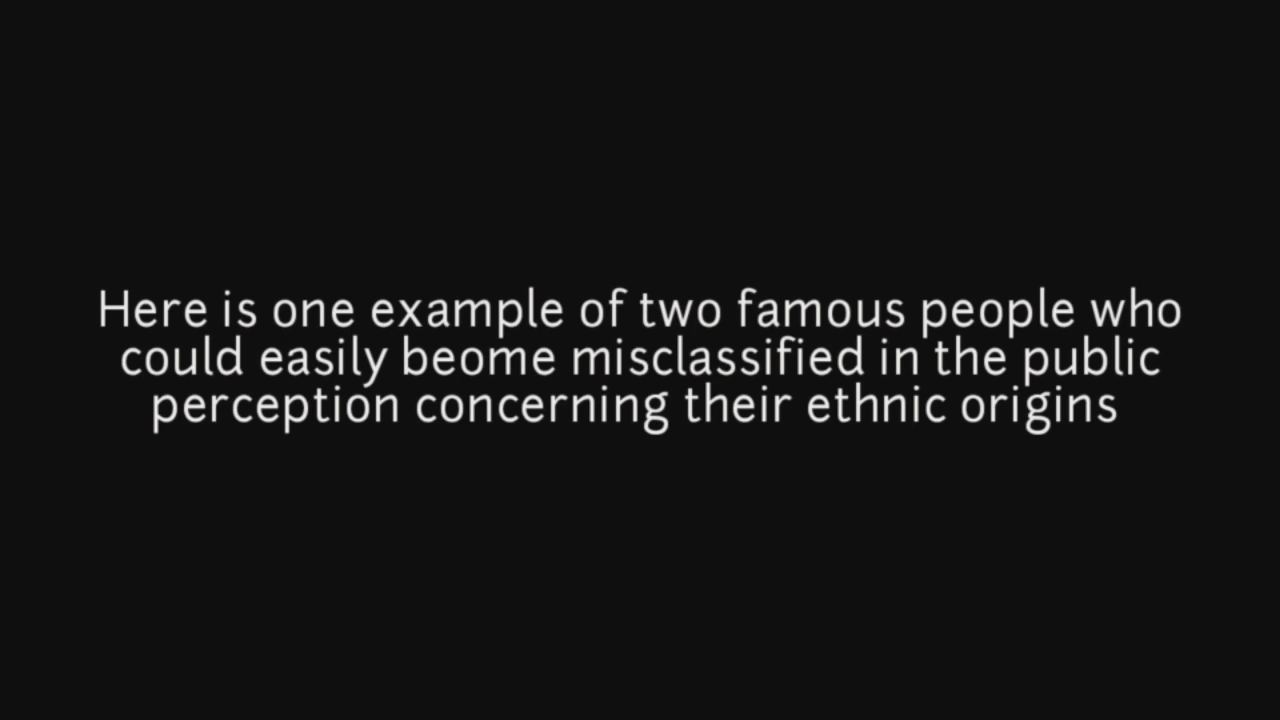 Here is one example of two famous people who
could easily beome misclassified in the public
perception concerning their ethnic origins